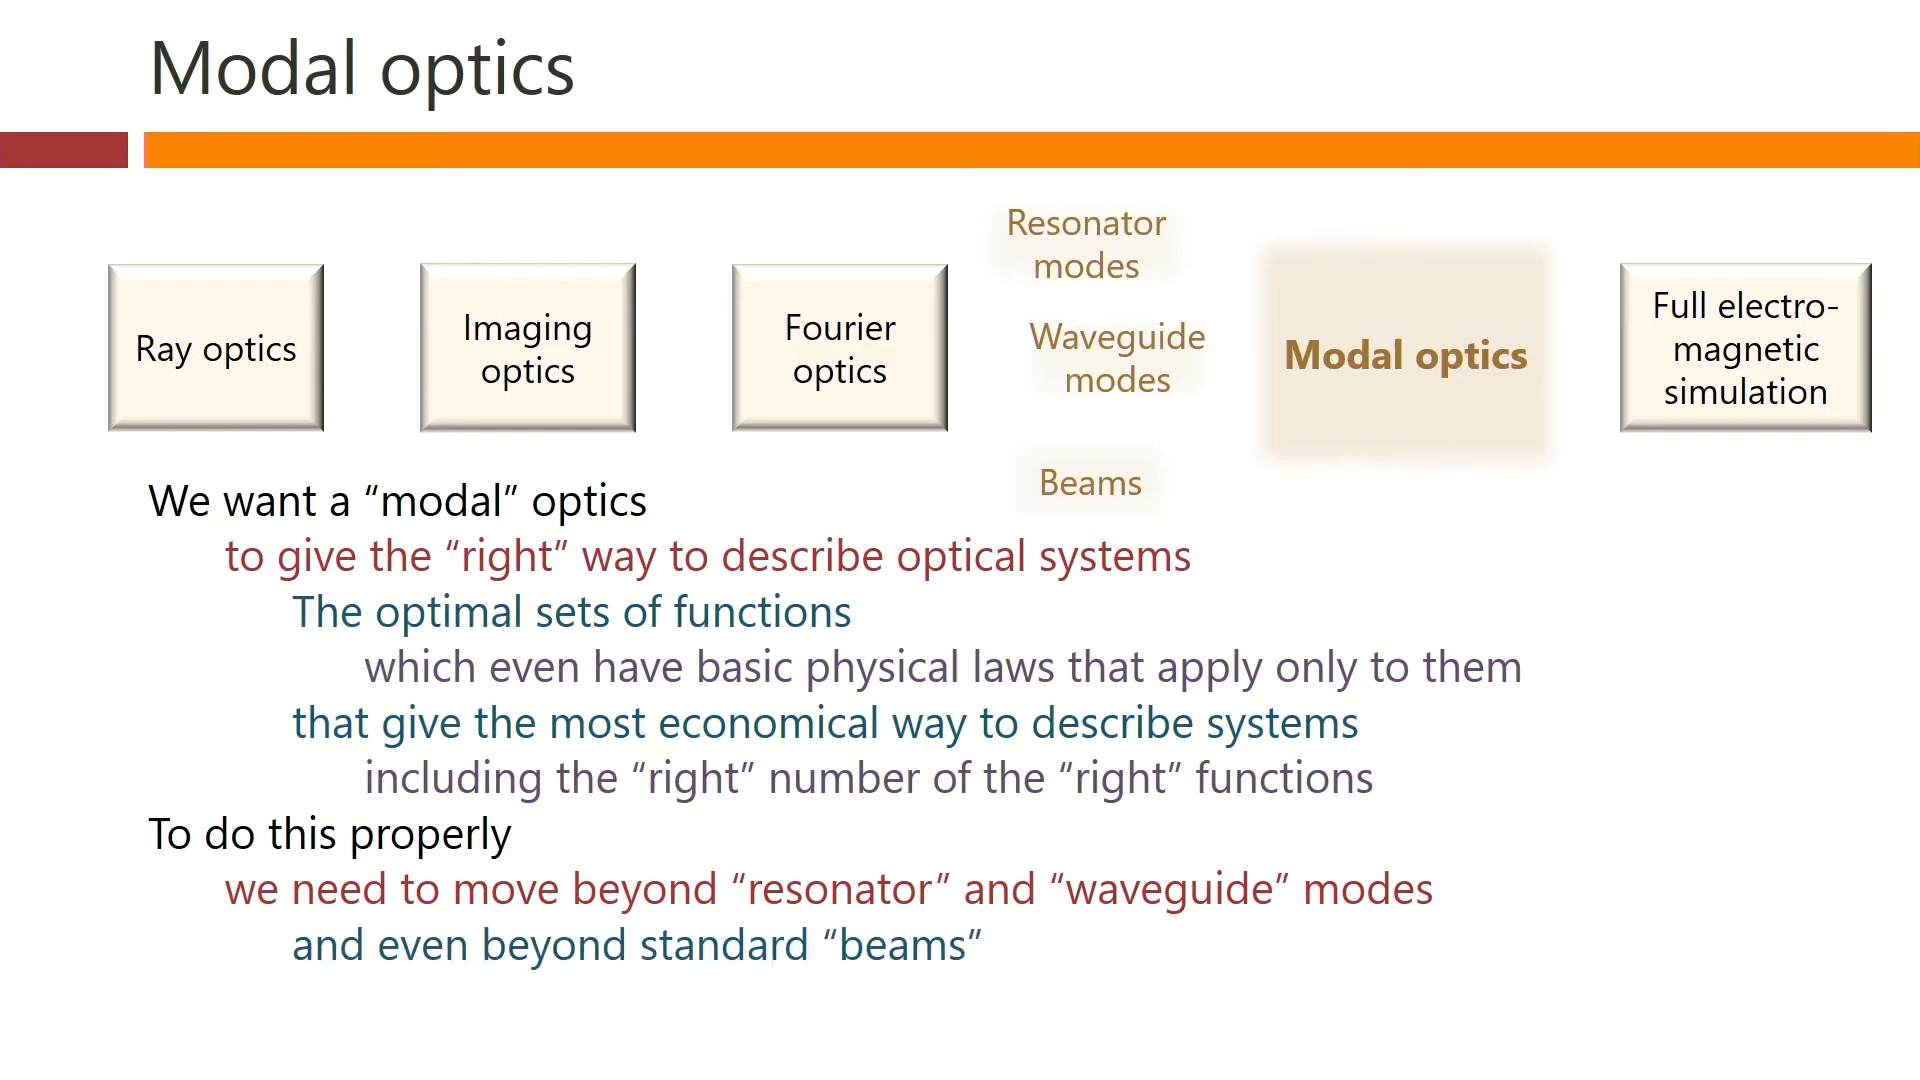 Modal optics
Ray optics
Imaging
optics
Fourier
optics
Resonator
modes
Waveguide
modes
Beams
Modal optics
Full electro-
magnetic
simulation
We want a “modal” optics
to give the “right” way to describe optical systems
The optimal sets of functions
which even have basic physical laws that apply only to them
that give the most economical way to describe systems
including the “right” number of the “right” functions
To do this properly
we need to move beyond “resonator” and “waveguide” modes
and even beyond standard “beams”